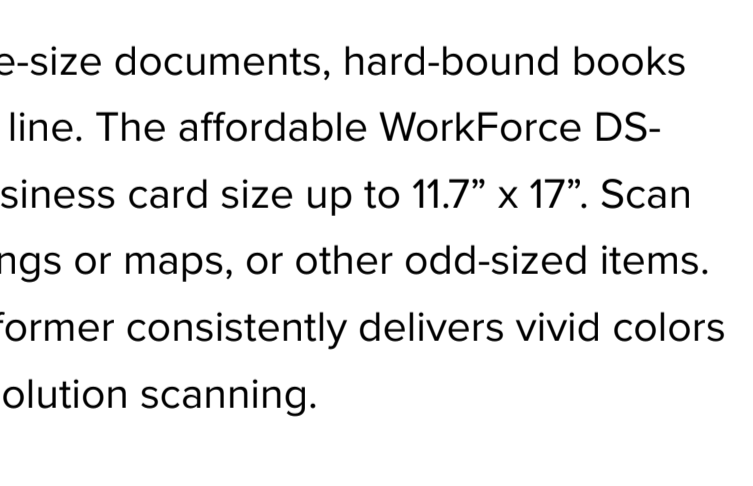 e-size documents, hard-bound books
line. The affordable WorkForce DS-
siness card size up to 11.7” x 17”. Scan
ngs or maps, or other odd-sized items.
former consistently delivers vivid colors
olution scanning.